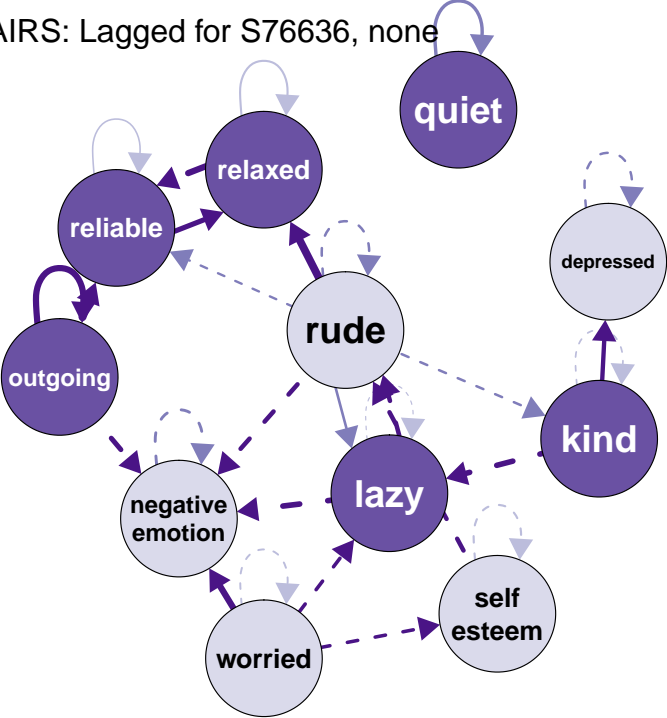 AIRS: Lagged for S76636, none
quiet
relaxed
reliable
depressed
rude
outgoing
kind
lazy
negative
emotion
self
esteem
worried